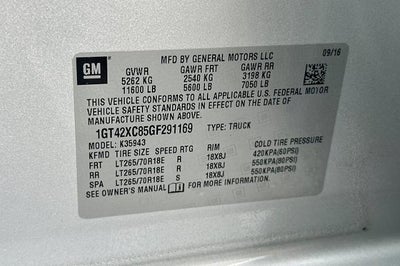 GM
MFD BY GENERAL MOTORS LLC 09/16
GVWR GAWR FRT GAWR RR
5262 KG 2540 KG 3198 KG
11600 LB 5600 LB 7050 LB
THIS VEHICLE CONFORMS TO ALL APPLICABLE U.S. FEDERAL
MOTOR VEHICLE SAFETY STANDARDS IN EFFECT ON THE DATE OF
MANUFACTURE SHOWN ABOVE.
1GT42XC85GF291169 TYPE: TRUCK
MODEL: K35943
KFMD TIRE SIZE SPEED RTG RIM COLD TIRE PRESSURE
FRT LT265/70R18E R 18X8J 420KPA(60PSI)
RR LT265/70R18E R 18X8J 550KPA(80PSI)
SPA LT265/70R18E S 18X8J 550KPA(80PSI)
SEE OWNER'S MANUAL